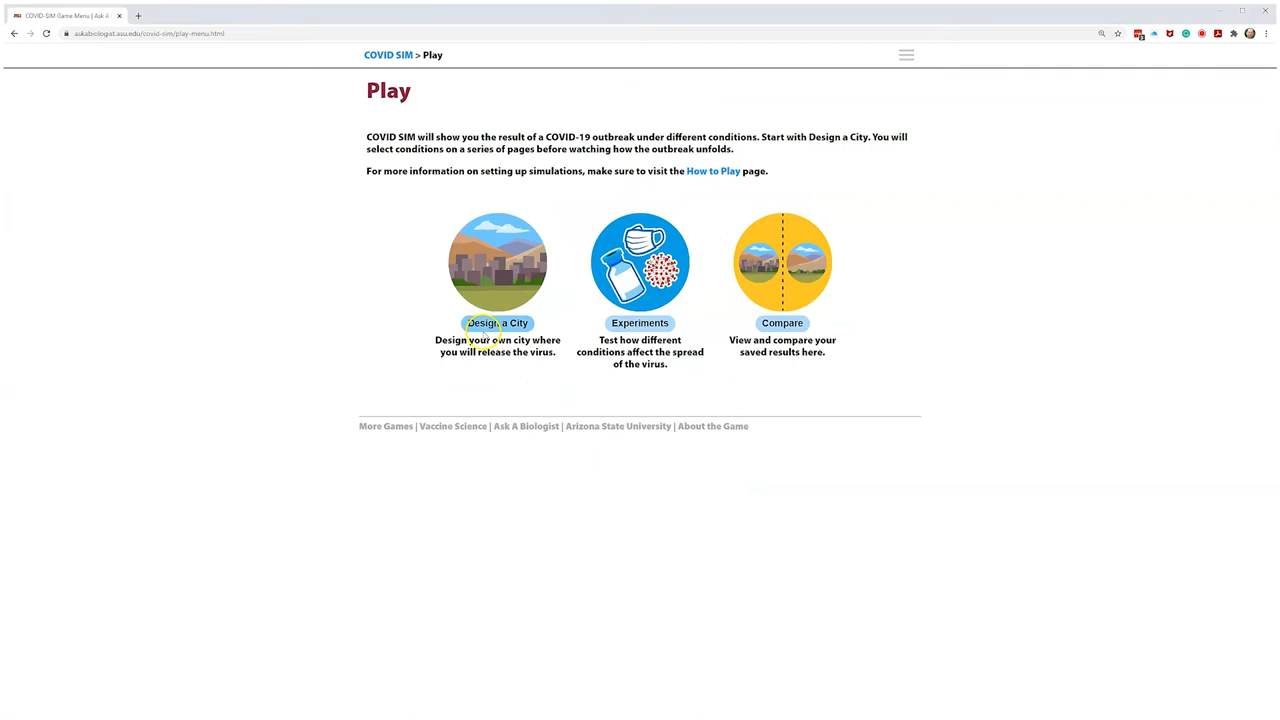 COVID-SIM Game Menu | Ask A
askabiologist.asu.edu/covid-sim/play-menu.html
COVID SIM > Play
Play
COVID SIM will show you the result of a COVID-19 outbreak under different conditions. Start with Design a City. You will
select conditions on a series of pages before watching how the outbreak unfolds.
For more information on setting up simulations, make sure to visit the How to Play page.
Design a City
Design your own city where
you will release the virus.
Experiments
Test how different
conditions affect the spread
of the virus.
Compare
View and compare your
saved results here.
More Games | Vaccine Science | Ask A Biologist | Arizona State University | About the Game